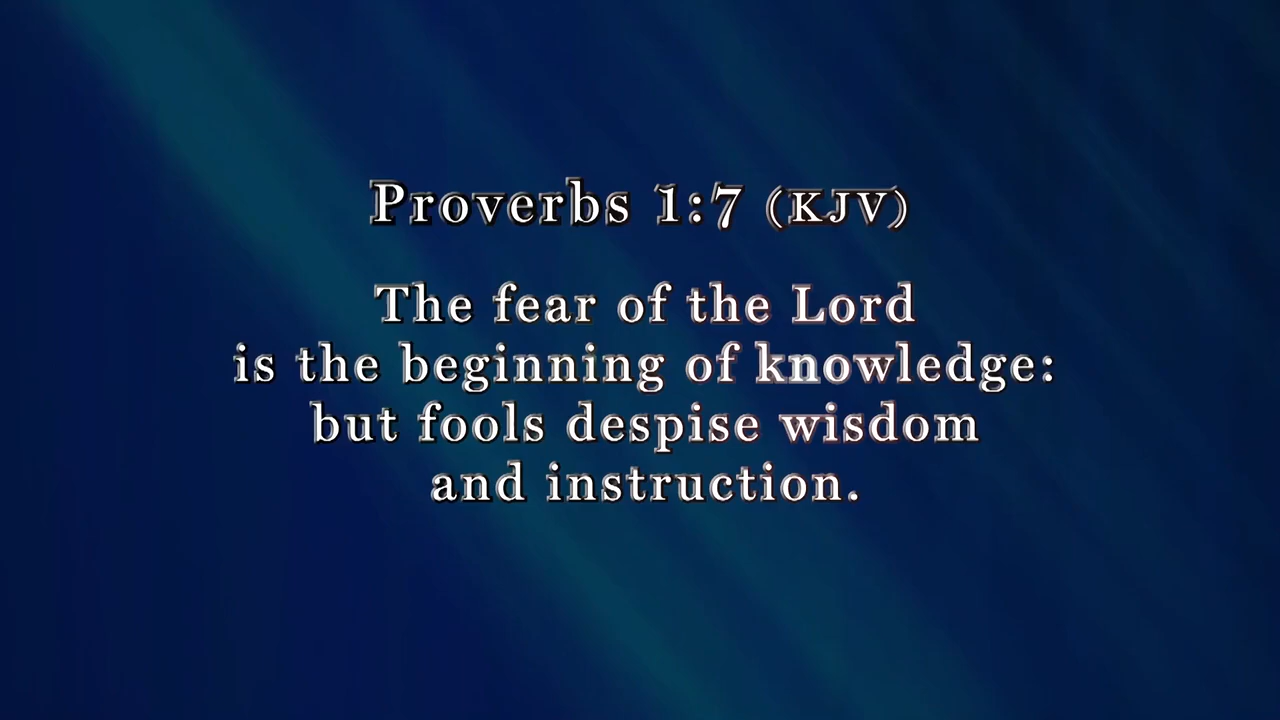 Proverbs 1:7 (KJV)
The fear of the Lord
is the beginning of knowledge:
but fools despise wisdom
and instruction.